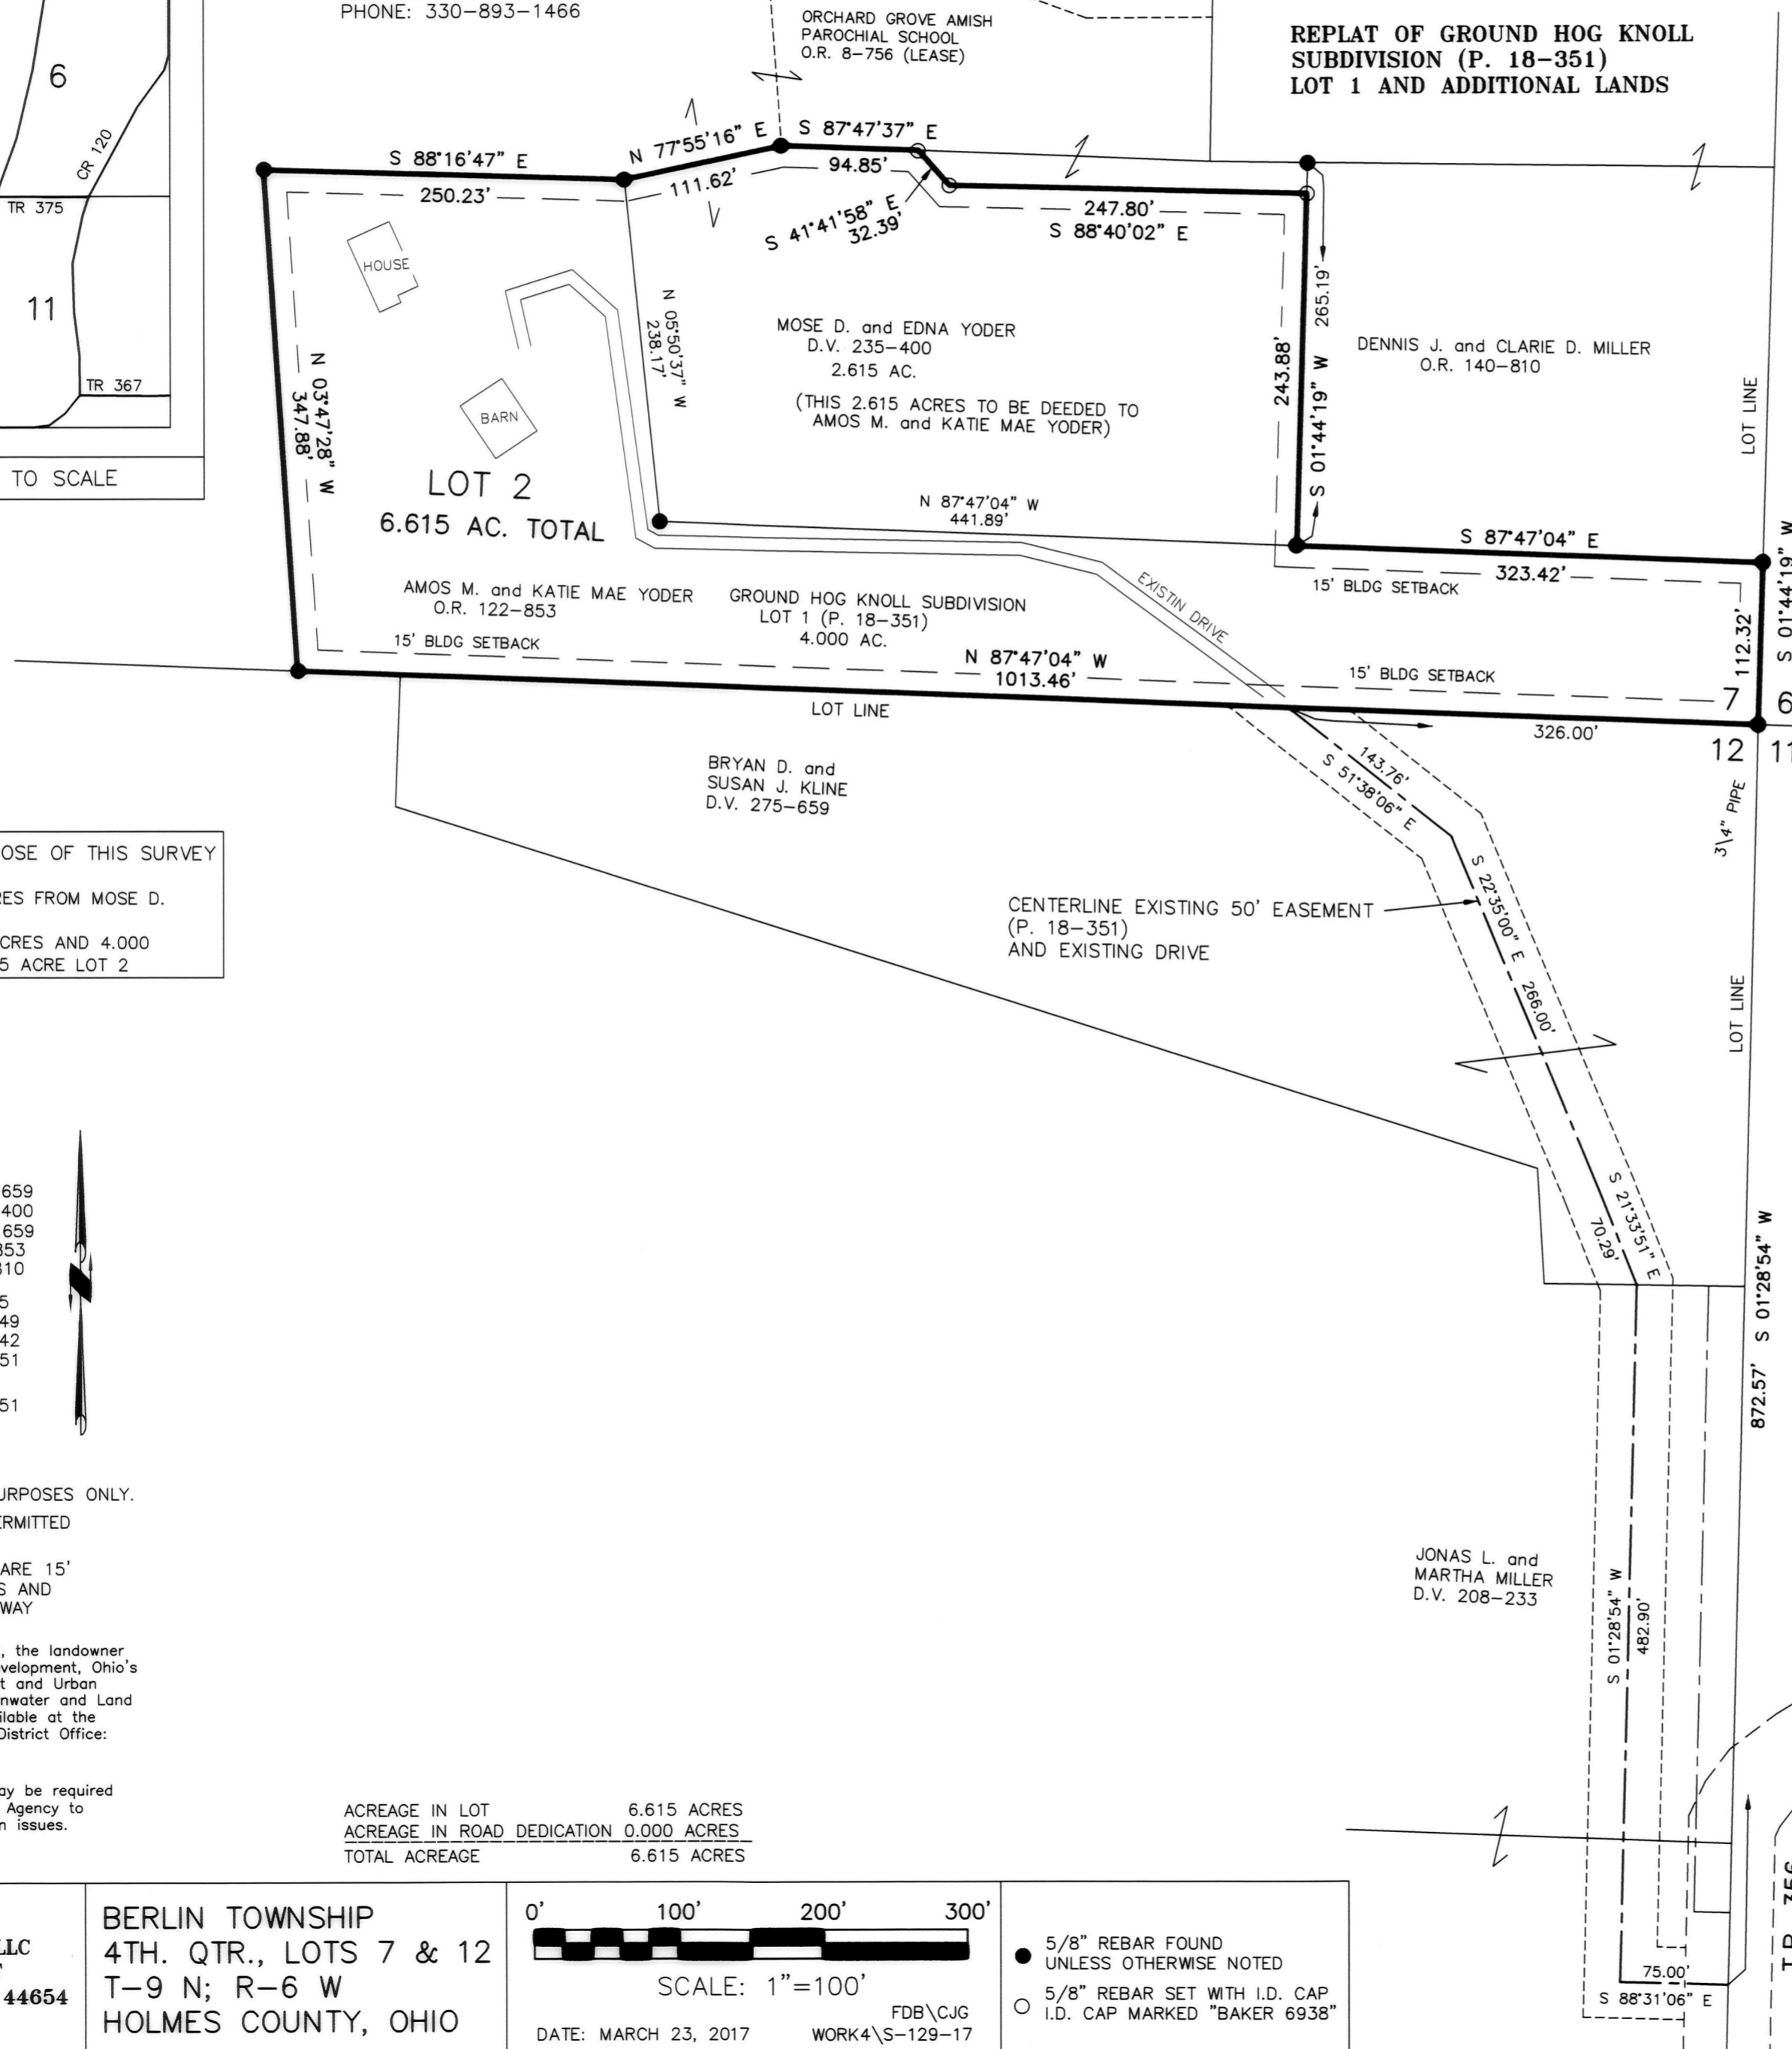 PHONE: 330-893-1466
ORCHARD GROVE AMISH
PAROCHIAL SCHOOL
O.R. 8-756 (LEASE)
REPLAT OF GROUND HOG KNOLL
SUBDIVISION (P. 18-351)
LOT 1 AND ADDITIONAL LANDS
6
CR 120
TR 375
11
TR 367
TO SCALE
S 88°16'47" E
250.23'
N 77°55'16" E
111.62'
S 87°47'37" E
94.85'
S 41°41'58" E
32.39'
247.80'
S 88°40'02" E
HOUSE
BARN
N 03°47'28" W
347.88'
N 05°50'37" W
238.17'
MOSE D. and EDNA YODER
D.V. 235-400
2.615 AC.
(THIS 2.615 ACRES TO BE DEEDED TO
AMOS M. and KATIE MAE YODER)
243.88'
S 01°44'19" W 265.19'
DENNIS J. and CLARIE D. MILLER
O.R. 140-810
LOT LINE
LOT 2
6.615 AC. TOTAL
N 87°47'04" W
441.89'
S 87°47'04" E
323.42'
15' BLDG SETBACK
S 01°44'19" W
112.32'
EXISTIN DRIVE
AMOS M. and KATIE MAE YODER
O.R. 122-853
GROUND HOG KNOLL SUBDIVISION
LOT 1 (P. 18-351)
4.000 AC.
15' BLDG SETBACK
N 87°47'04" W
1013.46'
15' BLDG SETBACK
LOT LINE
7
6
12
11
326.00'
3\4" PIPE
BRYAN D. and
SUSAN J. KLINE
D.V. 275-659
143.76'
S 51°38'06" E
OSE OF THIS SURVEY
RES FROM MOSE D.
CRES AND 4.000
5 ACRE LOT 2
CENTERLINE EXISTING 50' EASEMENT
(P. 18-351)
AND EXISTING DRIVE
S 22°35'00" E 266.00'
LOT LINE
S 21°33'51" E
70.29'
872.57' S 01°28'54" W
659
400
659
853
810
5
49
42
51
51
URPOSES ONLY.
ERMITTED
ARE 15'
S AND
WAY
, the landowner
velopment, Ohio's
t and Urban
nwater and Land
ilable at the
District Office:
ay be required
Agency to
n issues.
JONAS L. and
MARTHA MILLER
D.V. 208-233
S 01°28'54" W
482.90'
ACREAGE IN LOT 6.615 ACRES
ACREAGE IN ROAD DEDICATION 0.000 ACRES
TOTAL ACREAGE 6.615 ACRES
TR 356
75.00'
S 88°31'06" E
LLC
44654
BERLIN TOWNSHIP
4TH. QTR., LOTS 7 & 12
T-9 N; R-6 W
HOLMES COUNTY, OHIO
0' 100' 200' 300'
SCALE: 1"=100'
FDB\CJG
DATE: MARCH 23, 2017 WORK4\S-129-17
5/8" REBAR FOUND
UNLESS OTHERWISE NOTED
5/8" REBAR SET WITH I.D. CAP
I.D. CAP MARKED "BAKER 6938"